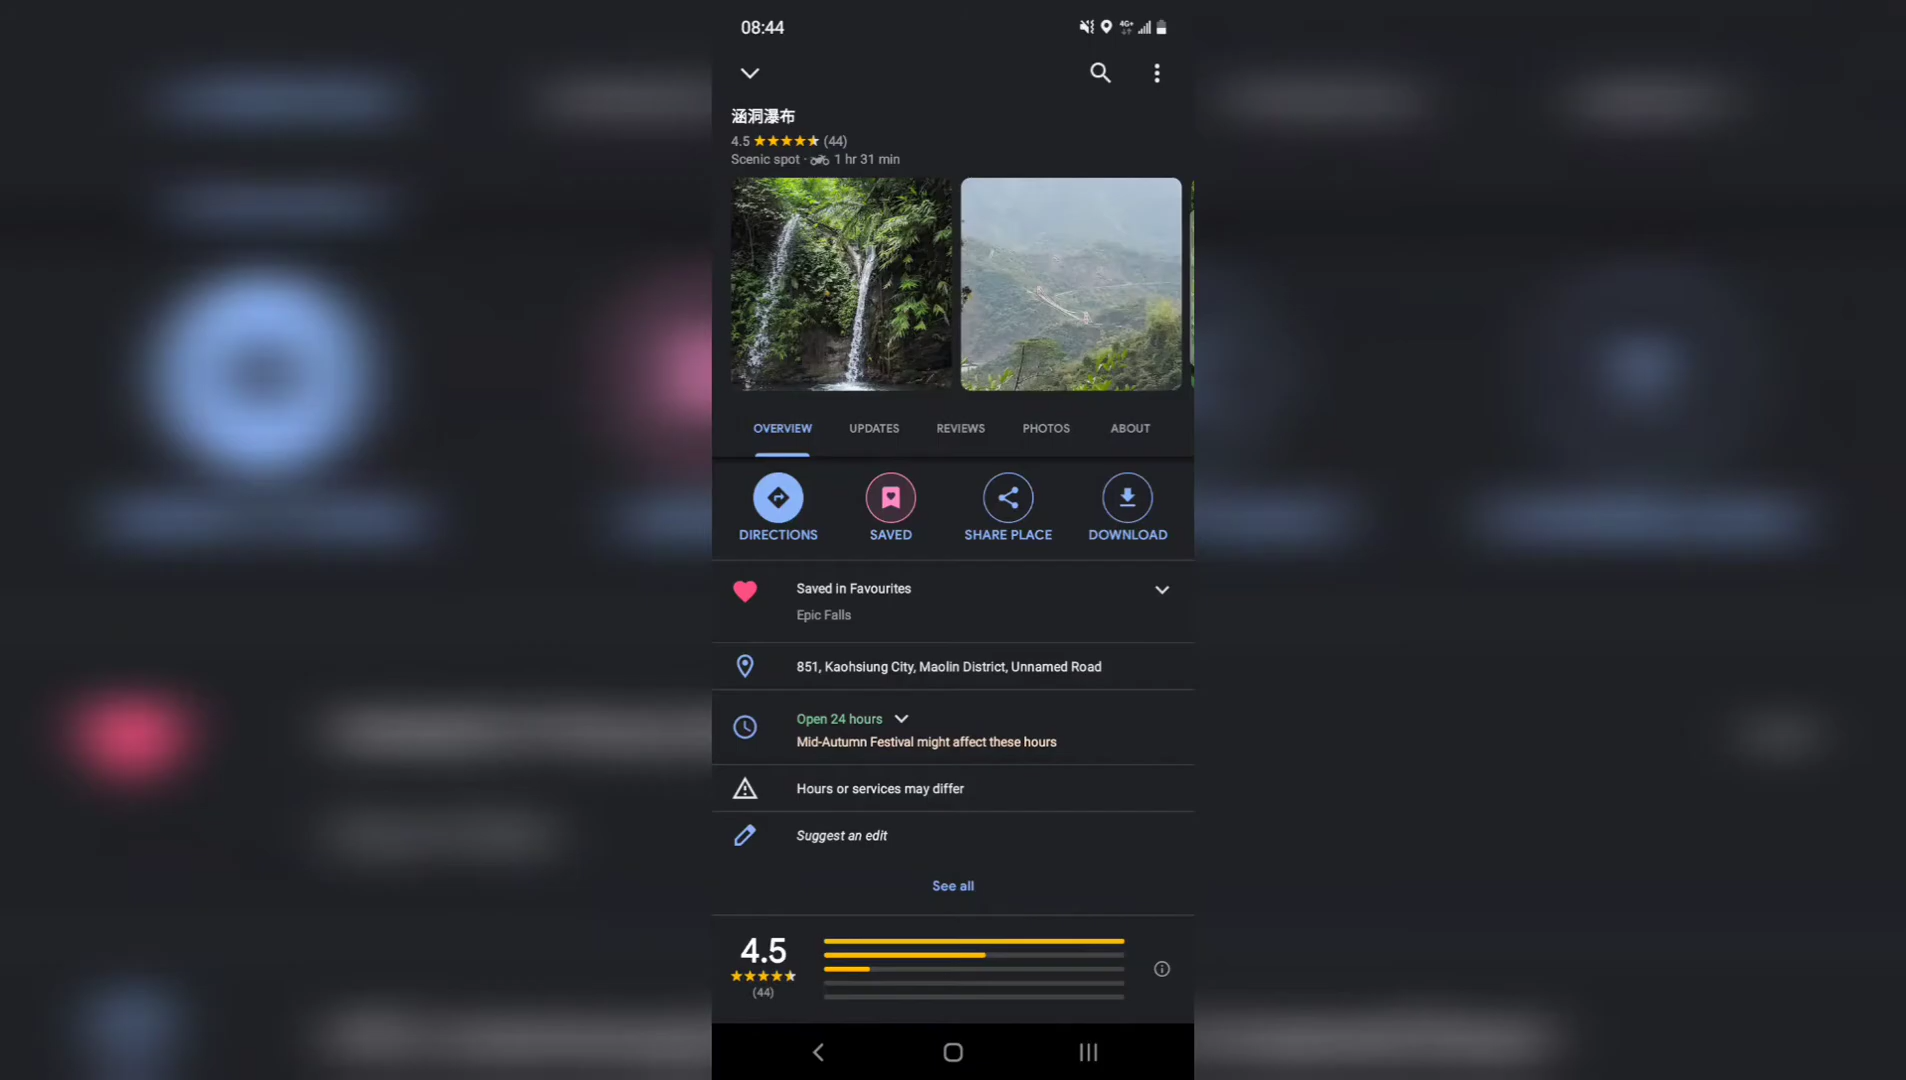 08:44
4G+
涵洞瀑布
4.5 (44)
Scenic spot · 1 hr 31 min
OVERVIEW UPDATES REVIEWS PHOTOS ABOUT
DIRECTIONS SAVED SHARE PLACE DOWNLOAD
Saved in Favourites
Epic Falls
851, Kaohsiung City, Maolin District, Unnamed Road
Open 24 hours
Mid-Autumn Festival might affect these hours
Hours or services may differ
Suggest an edit
See all
4.5
(44)